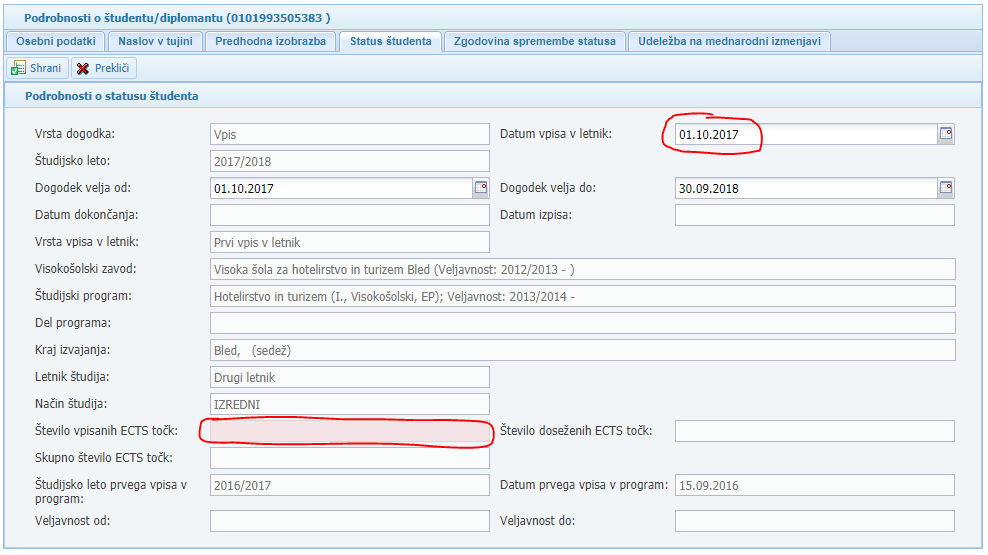 Podrobnosti o študentu/diplomantu (0101993505383 )
Osebni podatki Naslov v tujini Predhodna izobrazba Status študenta Zgodovina spremembe statusa Udeležba na mednarodni izmenjavi
Shrani Prekliči
Podrobnosti o statusu študenta
Vrsta dogodka: Vpis Datum vpisa v letnik: 01.10.2017
Študijsko leto: 2017/2018
Dogodek velja od: 01.10.2017 Dogodek velja do: 30.09.2018
Datum dokončanja: Datum izpisa:
Vrsta vpisa v letnik: Prvi vpis v letnik
Visokošolski zavod: Visoka šola za hotelirstvo in turizem Bled (Veljavnost: 2012/2013 - )
Študijski program: Hotelirstvo in turizem (I., Visokošolski, EP); Veljavnost: 2013/2014 -
Del programa:
Kraj izvajanja: Bled, (sedež)
Letnik študija: Drugi letnik
Način študija: IZREDNI
Število vpisanih ECTS točk: Število doseženih ECTS točk:
Skupno število ECTS točk:
Študijsko leto prvega vpisa v program: 2016/2017 Datum prvega vpisa v program: 15.09.2016
Veljavnost od: Veljavnost do: